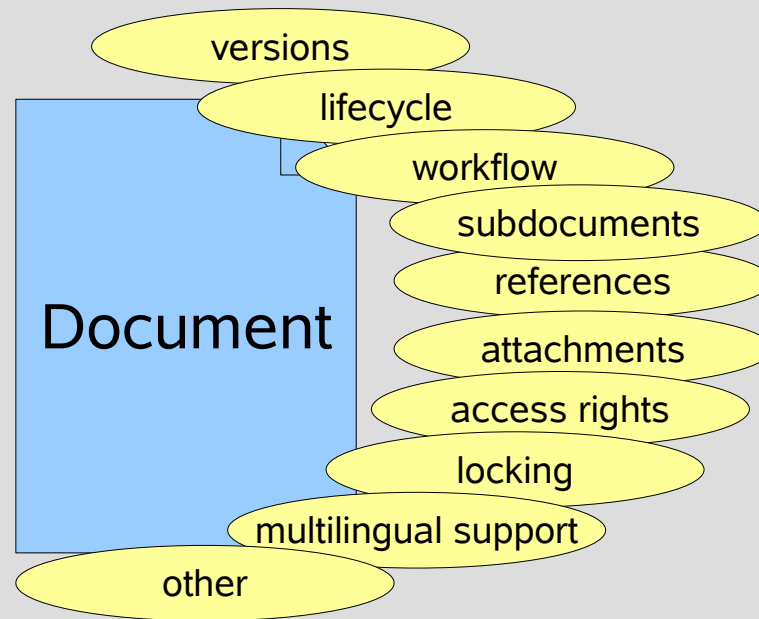 versions
lifecycle
workflow
subdocuments
references
Document
attachments
access rights
locking
multilingual support
other